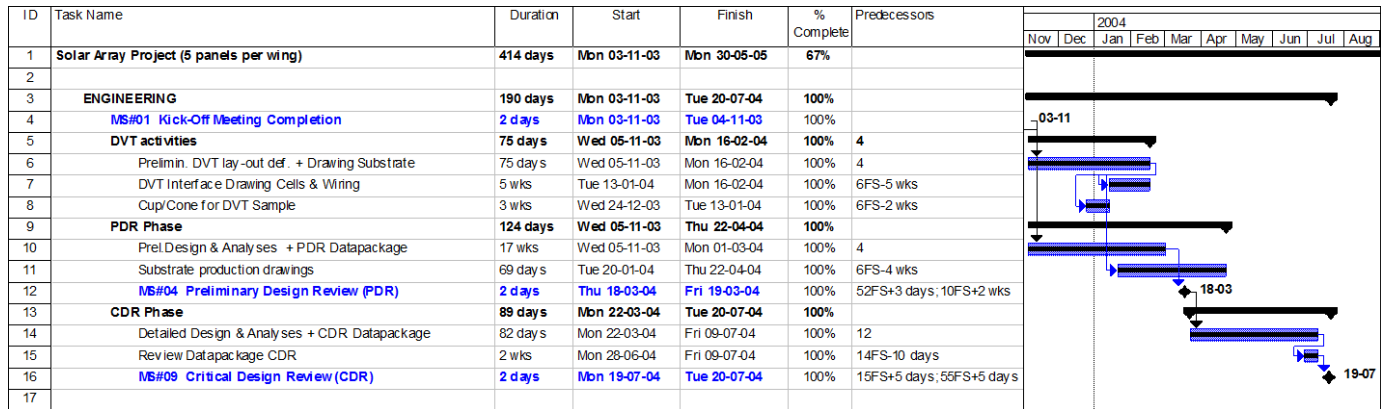 ID Task Name Duration Start Finish % Complete Predecessors 2004
Nov Dec Jan Feb Mar Apr May Jun Jul Aug
1 Solar Array Project (5 panels per wing) 414 days Mon 03-11-03 Mon 30-05-05 67%
2
3 ENGINEERING 190 days Mon 03-11-03 Tue 20-07-04 100%
4 MS#01 Kick-Off Meeting Completion 2 days Mon 03-11-03 Tue 04-11-03 100% 03-11
5 DVT activities 75 days Wed 05-11-03 Mon 16-02-04 100% 4
6 Prelimin. DVT lay-out def. + Drawing Substrate 75 days Wed 05-11-03 Mon 16-02-04 100% 4
7 DVT Interface Drawing Cells & Wiring 5 wks Tue 13-01-04 Mon 16-02-04 100% 6FS-5 wks
8 Cup/Cone for DVT Sample 3 wks Wed 24-12-03 Tue 13-01-04 100% 6FS-2 wks
9 PDR Phase 124 days Wed 05-11-03 Thu 22-04-04 100%
10 Prel.Design & Analyses + PDR Datapackage 17 wks Wed 05-11-03 Mon 01-03-04 100% 4
11 Substrate production drawings 69 days Tue 20-01-04 Thu 22-04-04 100% 6FS-4 wks
12 MS#04 Preliminary Design Review (PDR) 2 days Thu 18-03-04 Fri 19-03-04 100% 52FS+3 days;10FS+2 wks 18-03
13 CDR Phase 89 days Mon 22-03-04 Tue 20-07-04 100%
14 Detailed Design & Analyses + CDR Datapackage 82 days Mon 22-03-04 Fri 09-07-04 100% 12
15 Review Datapackage CDR 2 wks Mon 28-06-04 Fri 09-07-04 100% 14FS-10 days
16 MS#09 Critical Design Review (CDR) 2 days Mon 19-07-04 Tue 20-07-04 100% 15FS+5 days;55FS+5 days 19-07
17